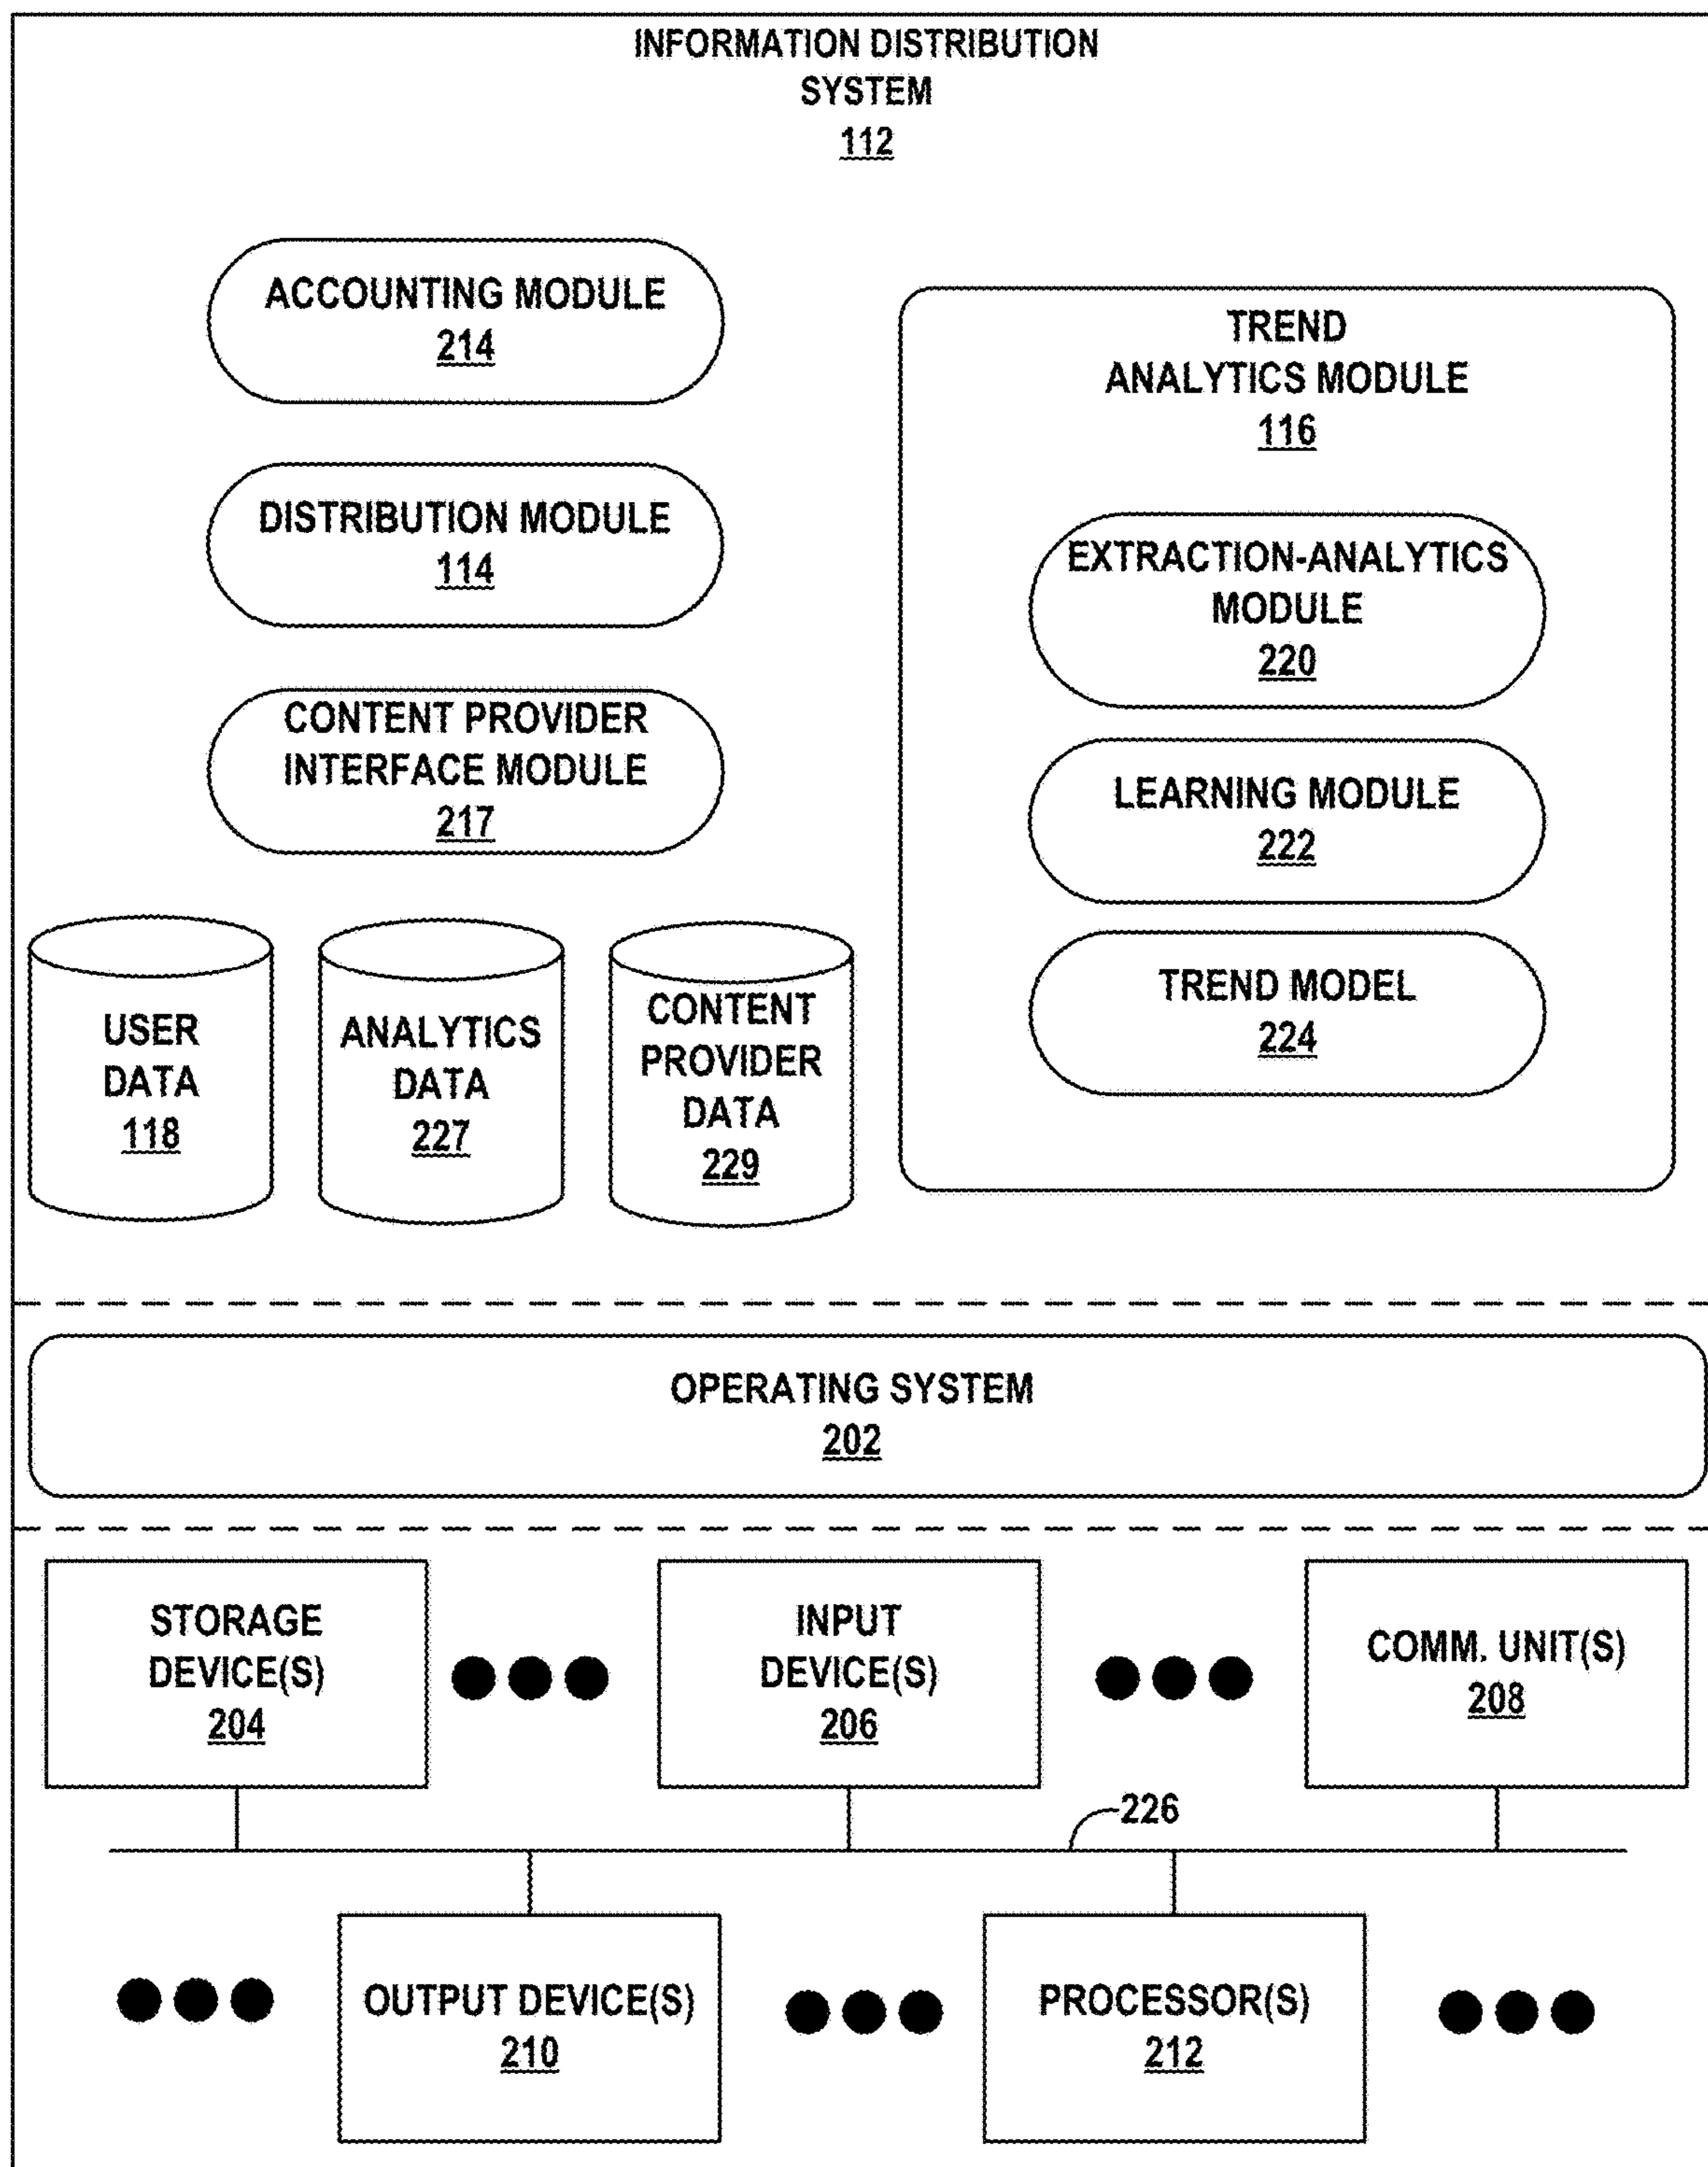 INFORMATION DISTRIBUTION
SYSTEM
112
ACCOUNTING MODULE
214
DISTRIBUTION MODULE
114
CONTENT PROVIDER
INTERFACE MODULE
217
TREND
ANALYTICS MODULE
116
EXTRACTION-ANALYTICS
MODULE
220
LEARNING MODULE
222
TREND MODEL
224
USER
DATA
118
ANALYTICS
DATA
227
CONTENT
PROVIDER
DATA
229
OPERATING SYSTEM
202
STORAGE
DEVICE(S)
204
INPUT
DEVICE(S)
206
COMM. UNIT(S)
208
226
OUTPUT DEVICE(S)
210
PROCESSOR(S)
212